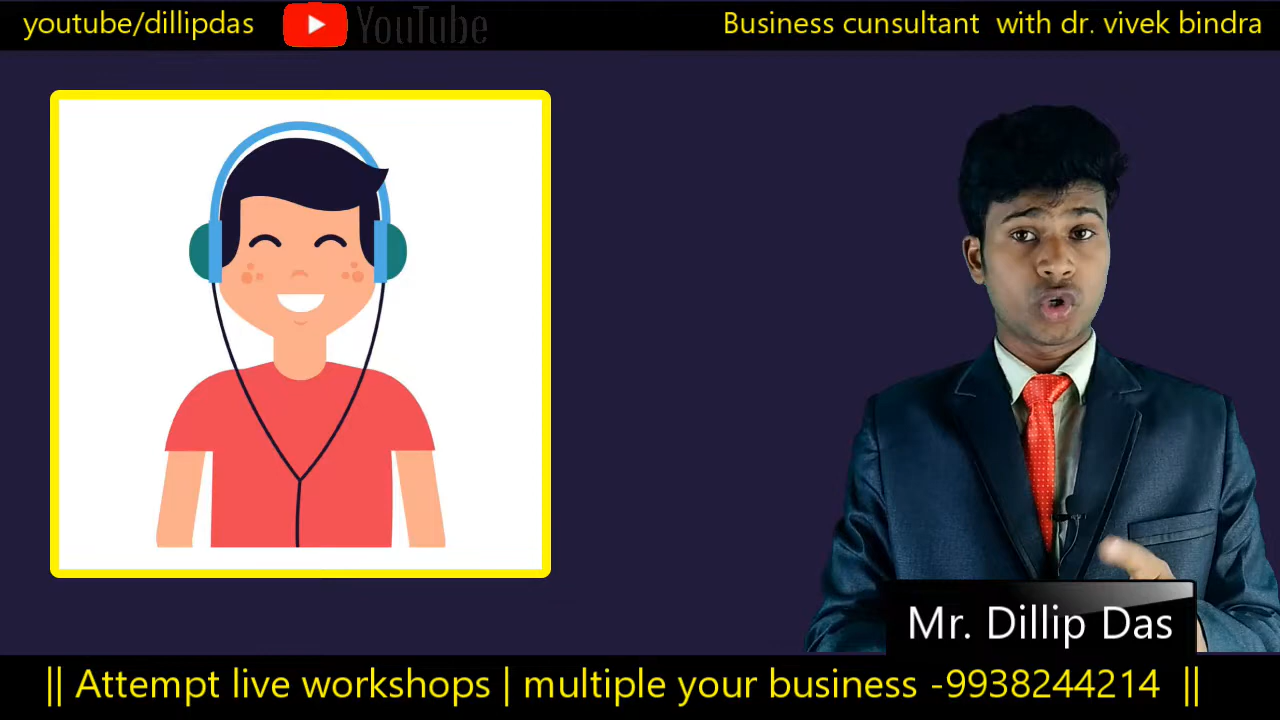 youtube/dillipdas
YouTube
Business cunsultant with dr. vivek bindra
Mr. Dillip Das
|| Attempt live workshops | multiple your business -9938244214 ||